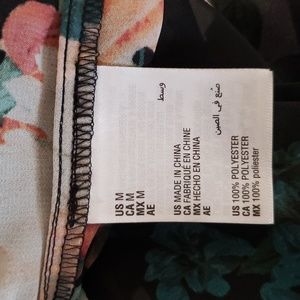 US M
CA M
MX M
AE وسط
US MADE IN CHINA
CA FABRIQUÉ EN CHINE
MX HECHO EN CHINA
AE صنع في الصين
US 100% POLYESTER
CA 100% POLYESTER
MX 100% poliéster